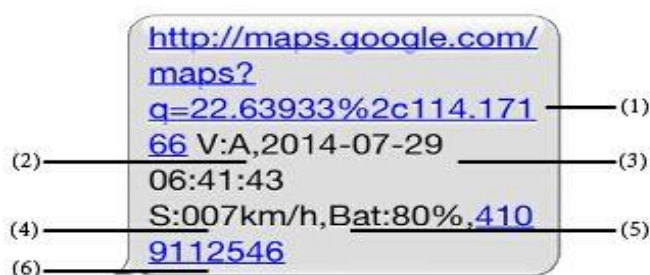 http://maps.google.com/
maps?
q=22.63933%2c114.171
66 V:A,2014-07-29
06:41:43
S:007km/h,Bat:80%,410
9112546
(1)
(2)
(3)
(4)
(5)
(6)